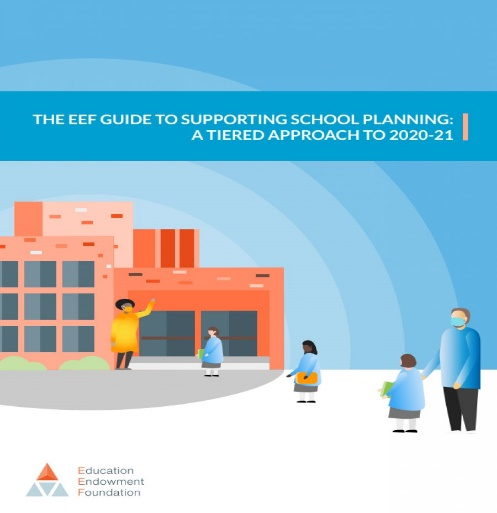 THE EEF GUIDE TO SUPPORTING SCHOOL PLANNING:
A TIERED APPROACH TO 2020-21
Education
Endowment
Foundation